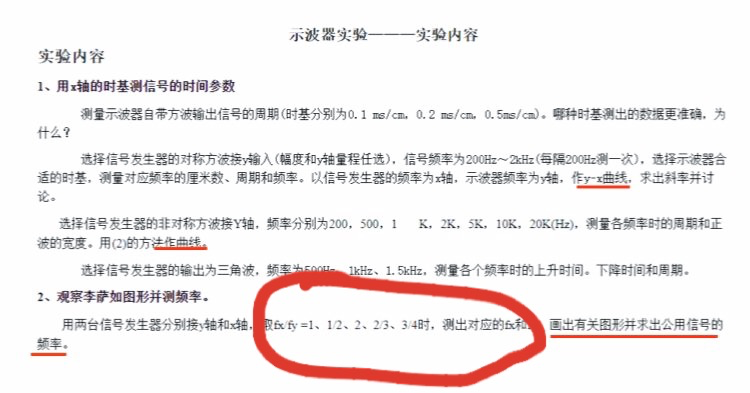 示波器实验———实验内容
实验内容
1、用x轴的时基测信号的时间参数
测量示波器自带方波输出信号的周期(时基分别为0.1 ms/cm, 0.2 ms/cm, 0.5ms/cm)。哪种时基测出的数据更准确，为
什么?
选择信号发生器的对称方波接y输入(幅度和y轴量程任选)，信号频率为200Hz～2kHz(每隔200Hz测一次)，选择示波器合
适的时基，测量对应频率的厘米数、周期和频率。以信号发生器的频率为x轴，示波器频率为y轴，作y-x曲线，求出斜率并讨
论。
选择信号发生器的非对称方波接Y轴，频率分别为200, 500, 1 K, 2K, 5K, 10K, 20K(Hz)，测量各频率时的周期和正
波的宽度。用(2)的方法作曲线。
选择信号发生器的输出为三角波，频率为500Hz、1kHz、1.5kHz，测量各个频率时的上升时间。下降时间和周期。
2、观察李萨如图形并测频率。
用两台信号发生器分别接y轴和x轴，取fx/fy =1、1/2、2、2/3、3/4时，测出对应的fx和 画出有关图形并求出公用信号的
频率。